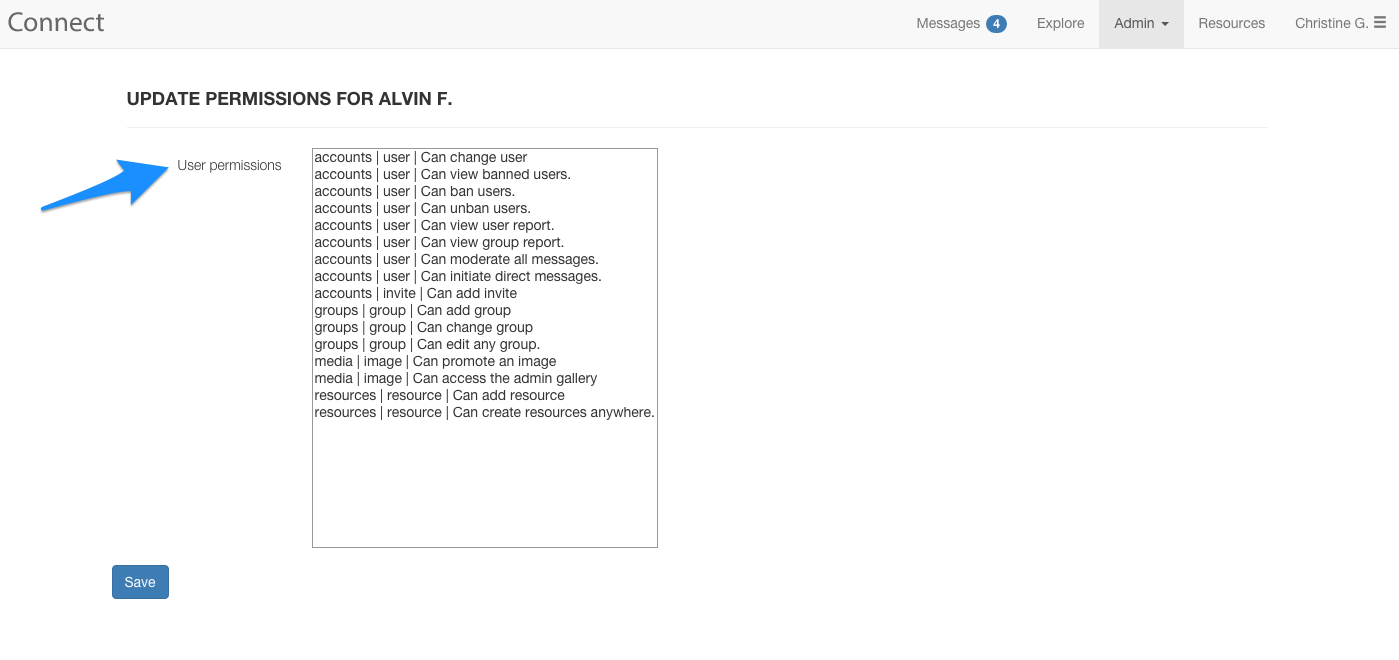 Connect
Messages 4 Explore Admin Resources Christine G.
UPDATE PERMISSIONS FOR ALVIN F.
User permissions
accounts | user | Can change user
accounts | user | Can view banned users.
accounts | user | Can ban users.
accounts | user | Can unban users.
accounts | user | Can view user report.
accounts | user | Can view group report.
accounts | user | Can moderate all messages.
accounts | user | Can initiate direct messages.
accounts | invite | Can add invite
groups | group | Can add group
groups | group | Can change group
groups | group | Can edit any group.
media | image | Can promote an image
media | image | Can access the admin gallery
resources | resource | Can add resource
resources | resource | Can create resources anywhere.
Save